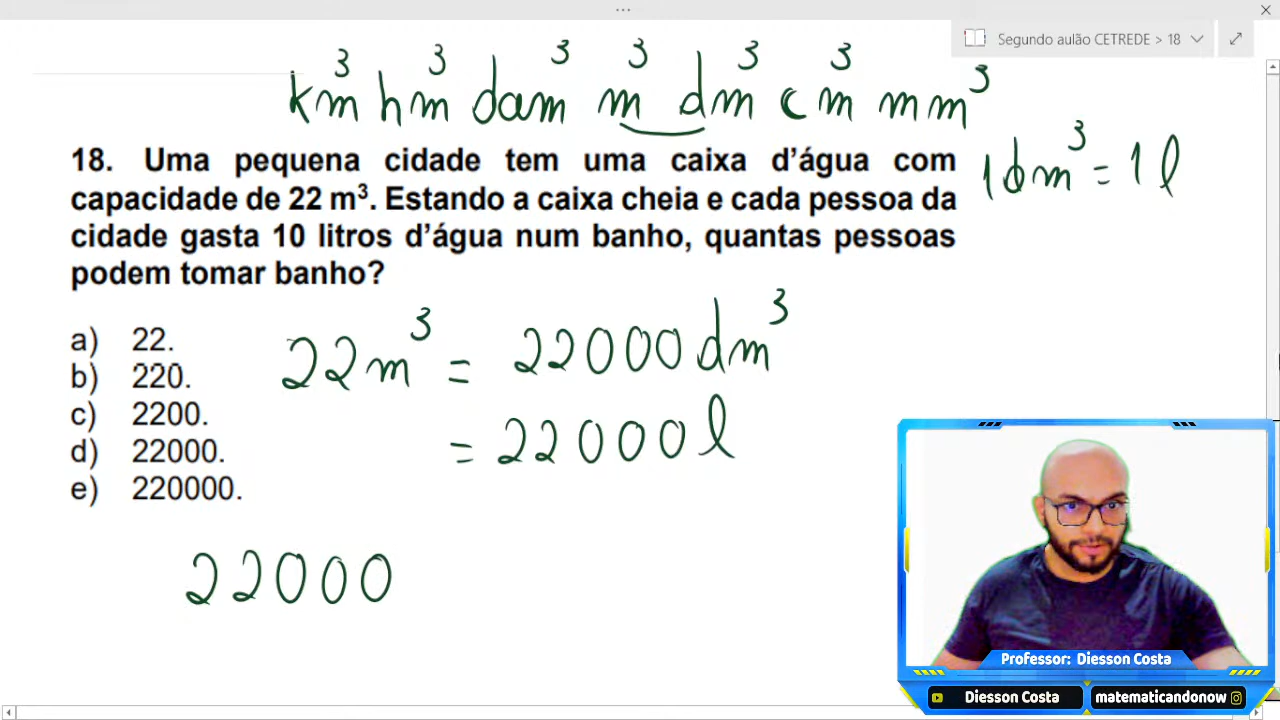 Segundo aulão CETREDE > 18
km³ hm³ dam³ m³ dm³ cm³ mm³
1dm³ = 1 l
18. Uma pequena cidade tem uma caixa d'água com
capacidade de 22 m³. Estando a caixa cheia e cada pessoa da
cidade gasta 10 litros d'água num banho, quantas pessoas
podem tomar banho?
a) 22.
b) 220.
c) 2200.
d) 22000.
e) 220000.
22m³ = 22000 dm³
= 22000 l
22000
Professor: Diesson Costa
Diesson Costa
matematicandonow